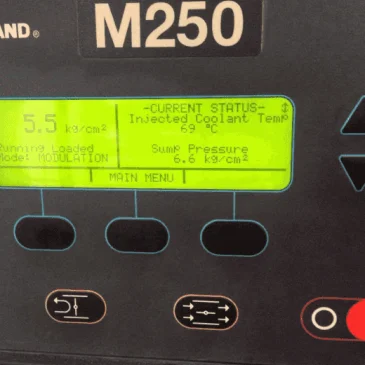 AND®
M250
-CURRENT STATUS-
Injected Coolant Temp
69 °C
5.5 kg/cm²
Running Loaded
Mode: MODULATION
Sump Pressure
6.6 kg/cm²
MAIN MENU